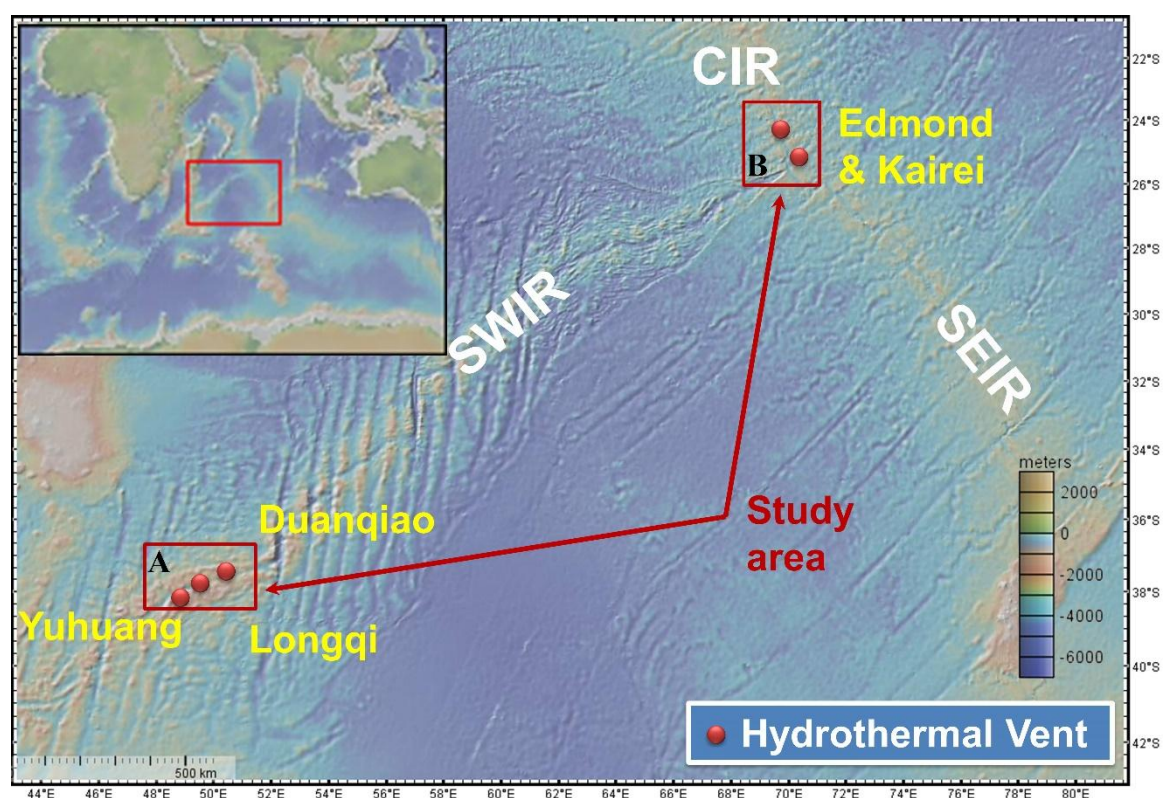 CIR
22°S
24°S
Edmond
& Kairei
B
26°S
28°S
SWIR
30°S
SEIR
32°S
34°S
meters
2000
0
-2000
-4000
-6000
Duanqiao
Study
area
36°S
A
38°S
Yuhuang
Longqi
40°S
Hydrothermal Vent
42°S
500 km
44°E 46°E 48°E 50°E 52°E 54°E 56°E 58°E 60°E 62°E 64°E 66°E 68°E 70°E 72°E 74°E 76°E 78°E 80°E